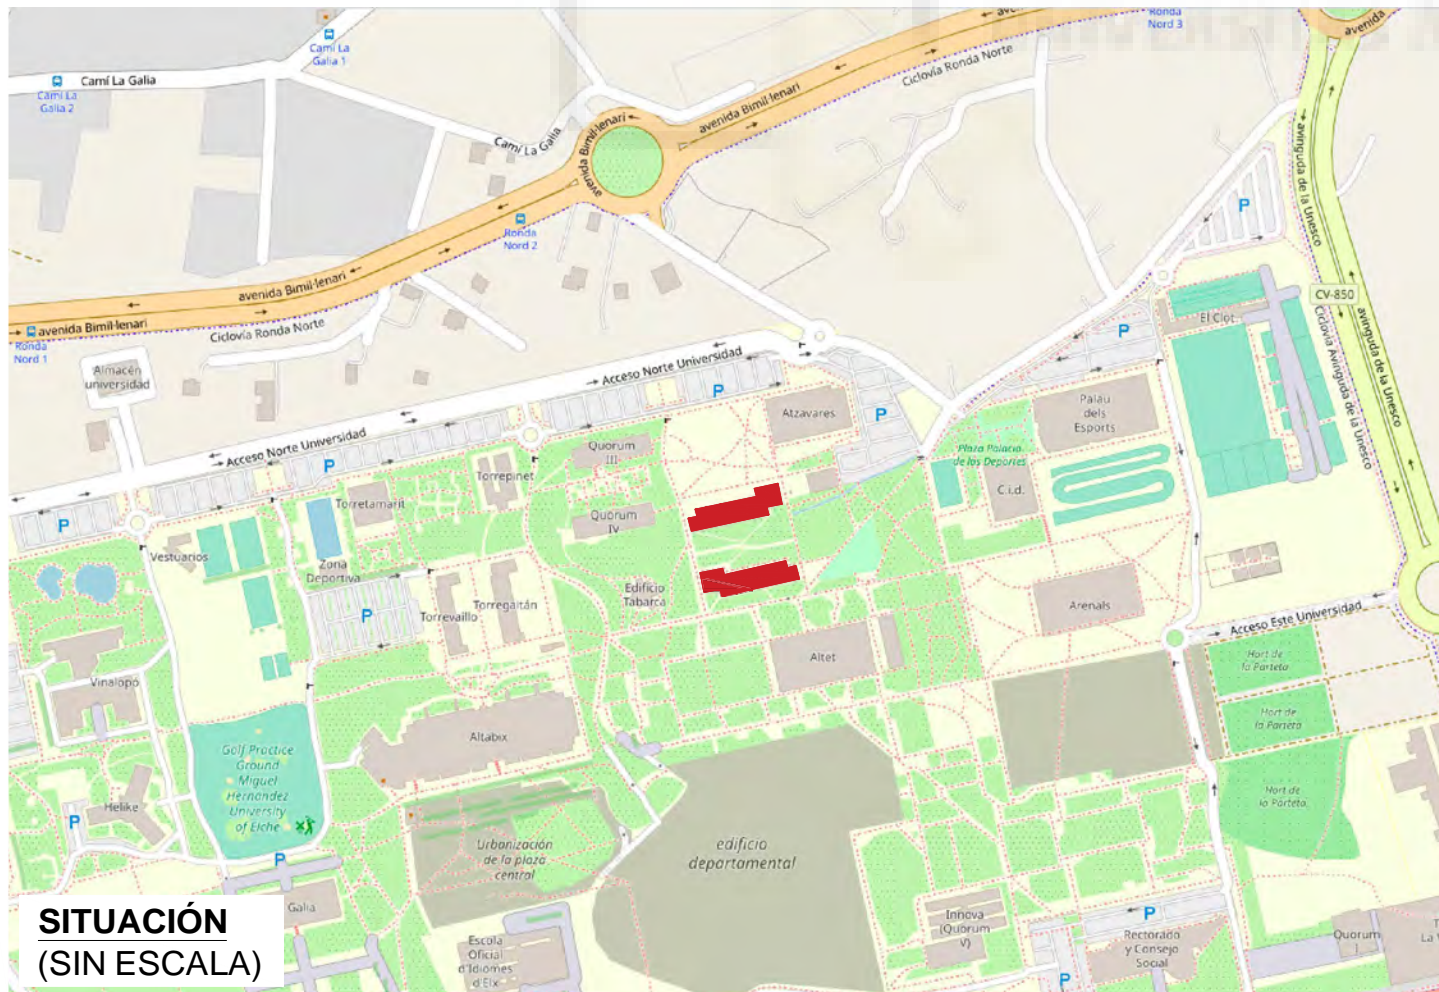 Ronda
Nord 3
avenida
Camí La
Galia 1
Camí La Galia
Camí La
Galia 2
Camí La Galia
avenida Bimil·lenari
avenida Bimil·lenari
Ciclovía Ronda Norte
avinguda de la Unesco
P
Ronda
Nord 2
avenida Bimil·lenari
avenida Bimil·lenari
Ronda
Nord 1
Ciclovía Ronda Norte
CV-850
Ciclovía Avinguda de la Unesco
avinguda de la Unesco
El Clot
P
Almacén
universidad
Acceso Norte Universidad
P
Atzavares
P
Palau
dels
Esports
Acceso Norte Universidad
P
Quorum
III
Plaza Palacio
de los Deportes
Torrepinet
C.i.d.
Torretamarit
Quorum
IV
P
Vestuarios
Zona
Deportiva
P
Torrevaillo
Torregaitán
Edificio
Tabarca
Arenals
Acceso Este Universidad
Altet
Hort de
la Parteta
Vinalopó
Hort de
la Parteta
Altabix
Golf Practice
Ground
Miguel
Hernández
University
of Elche
Hort de
la Parteta
Helike
P
Urbanización
de la plaza
central
edificio
departamental
P
Galia
Innova
(Quorum
V)
P
Rectorado
y Consejo
Social
Quorum
I
Escola
Oficial
d'Idiomes
d'Elx
P
SITUACIÓN
(SIN ESCALA)